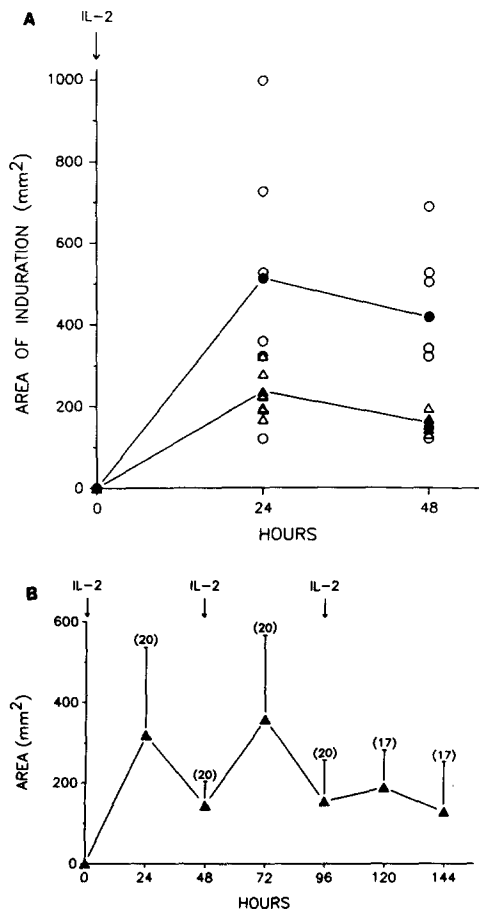 A
IL-2
AREA OF INDURATION (mm2)
1000
800
600
400
200
0
0 24 48
HOURS
B
IL-2 IL-2 IL-2
AREA (mm2)
600
400
200
0
(20)
(20)
(20)
(20)
(17)
(17)
0 24 48 72 96 120 144
HOURS